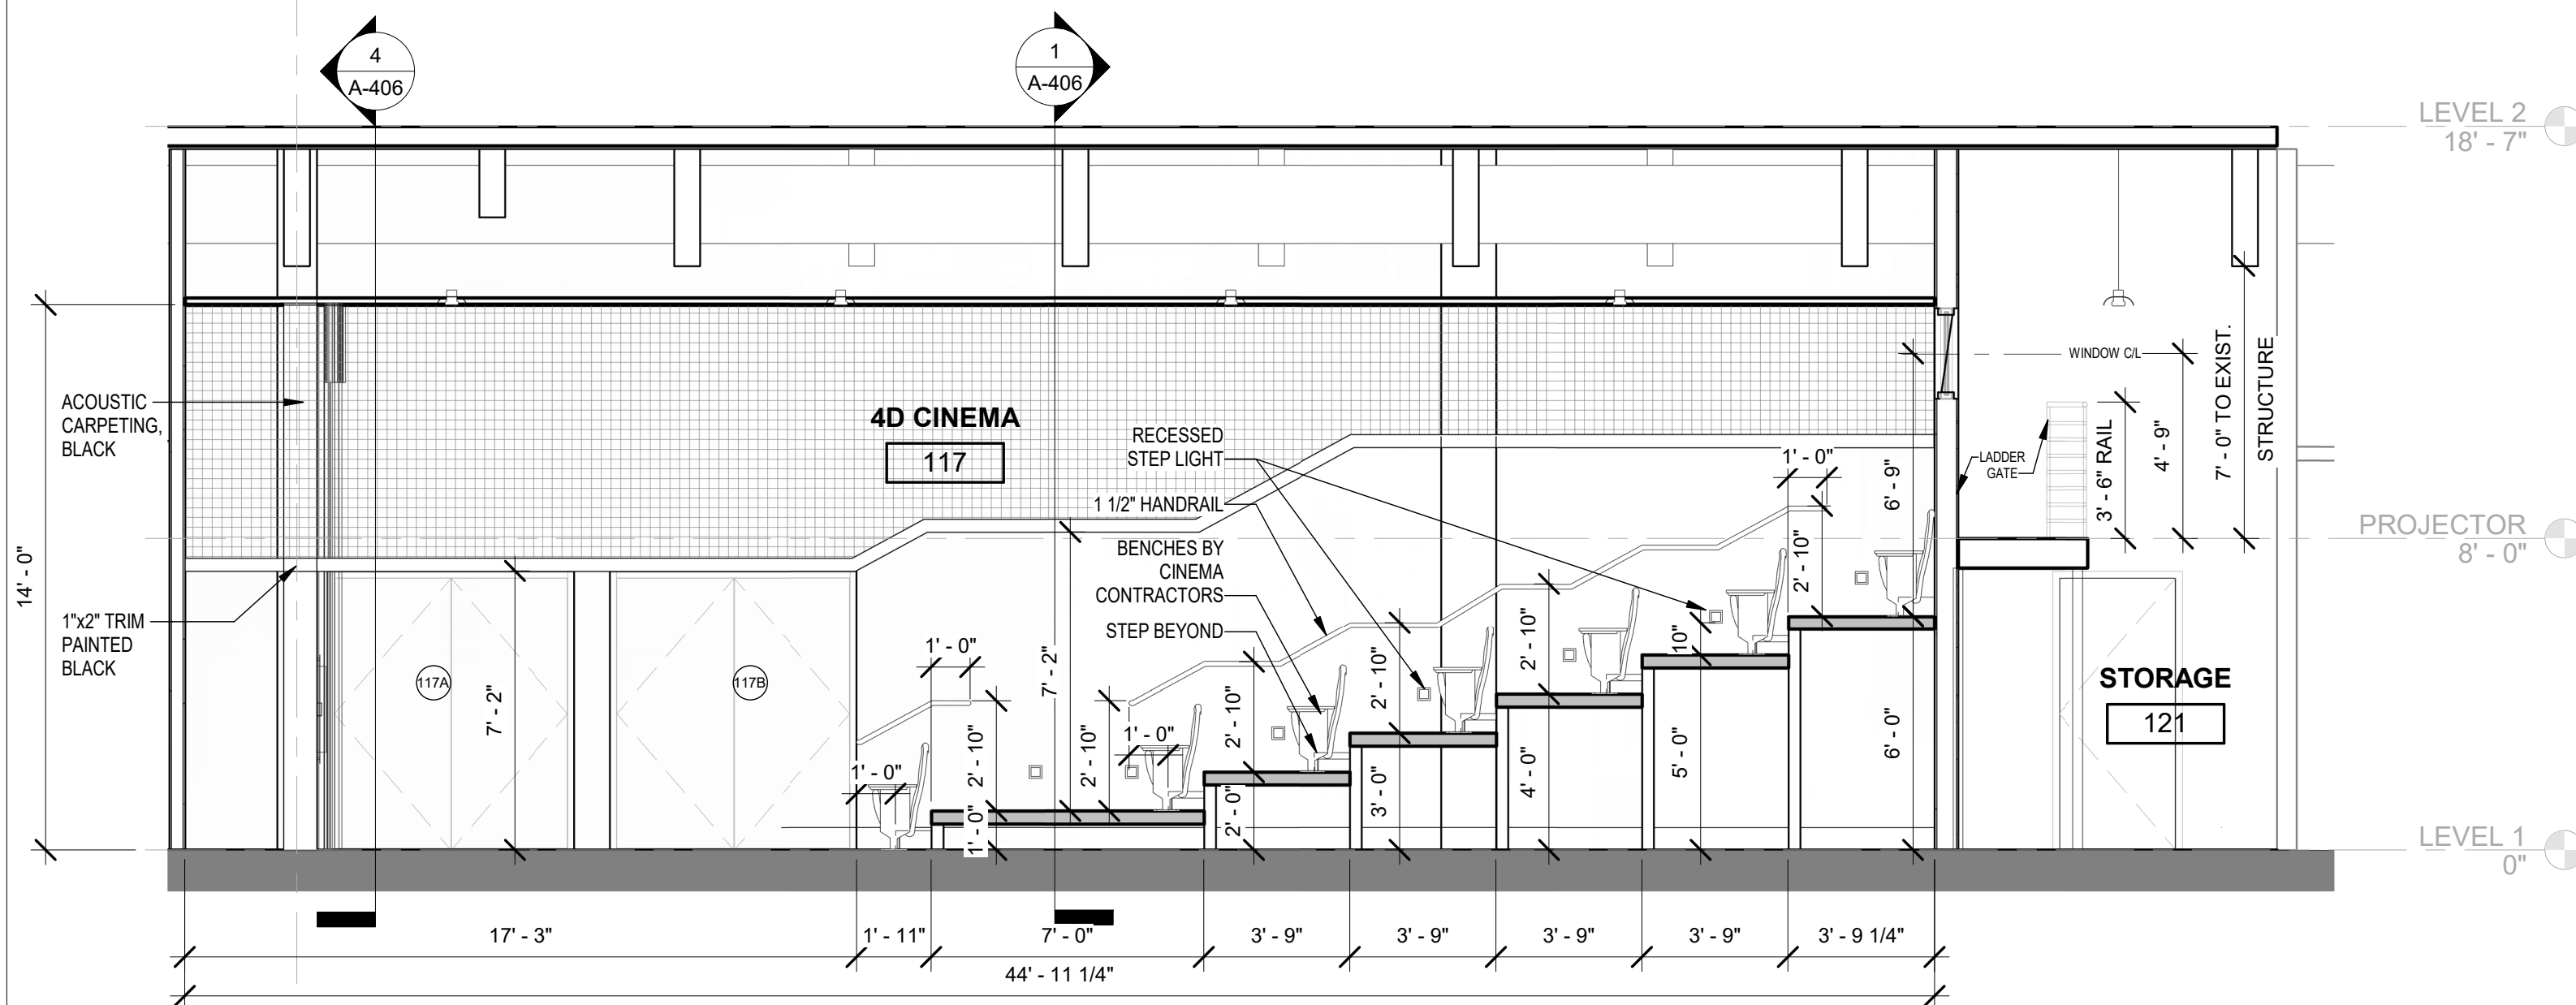 4
A-406
1
A-406
LEVEL 2
18' - 7"
ACOUSTIC
CARPETING,
BLACK
14' - 0"
1"x2" TRIM
PAINTED
BLACK
4D CINEMA
117
RECESSED
STEP LIGHT
1 1/2" HANDRAIL
BENCHES BY
CINEMA
CONTRACTORS
STEP BEYOND
WINDOW C/L
LADDER
GATE
3' - 6" RAIL
4' - 9"
7' - 0" TO EXIST.
STRUCTURE
PROJECTOR
8' - 0"
117A
7' - 2"
117B
1' - 0"
1' - 0"
2' - 10"
1' - 0"
7' - 2"
2' - 10"
1' - 0"
2' - 10"
2' - 0"
2' - 10"
3' - 0"
2' - 10"
4' - 0"
10"
5' - 0"
1' - 0"
2' - 10"
6' - 9"
6' - 0"
STORAGE
121
LEVEL 1
0"
17' - 3"
1' - 11"
7' - 0"
3' - 9"
3' - 9"
3' - 9"
3' - 9"
3' - 9 1/4"
44' - 11 1/4"